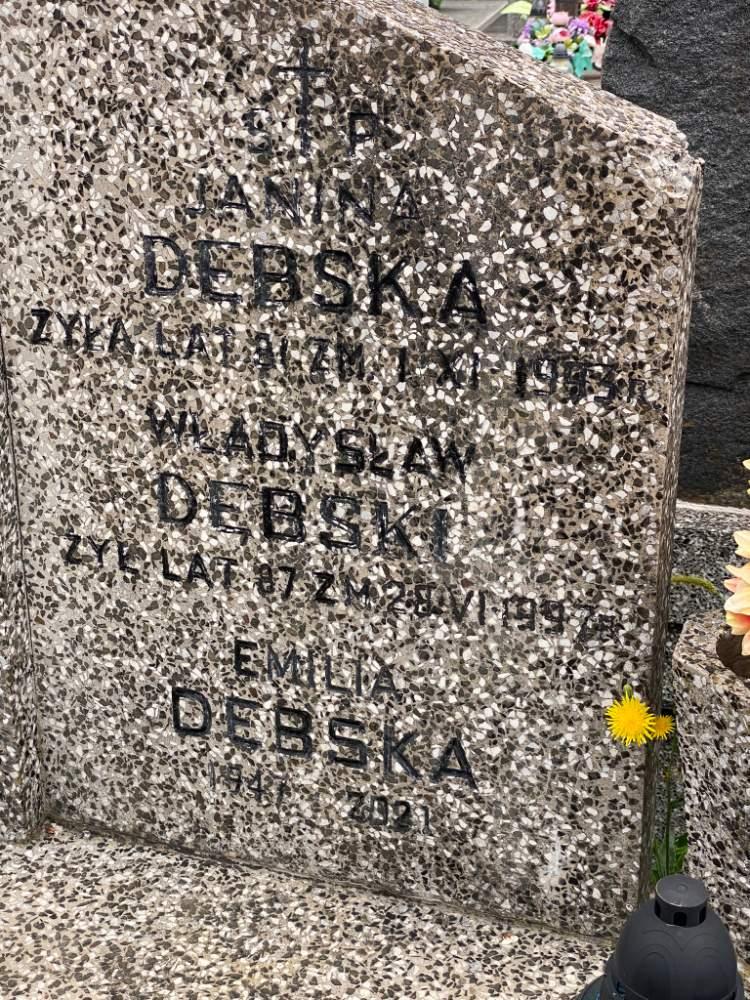 S P
JANINA
DĘBSKA
ŻYŁA LAT 81 ZM. 1 XI 1993 R
WŁADYSŁAW
DĘBSKI
ŻYŁ LAT 87 ZM 28 VI 1997 R
EMILIA
DĘBSKA
1947 2021